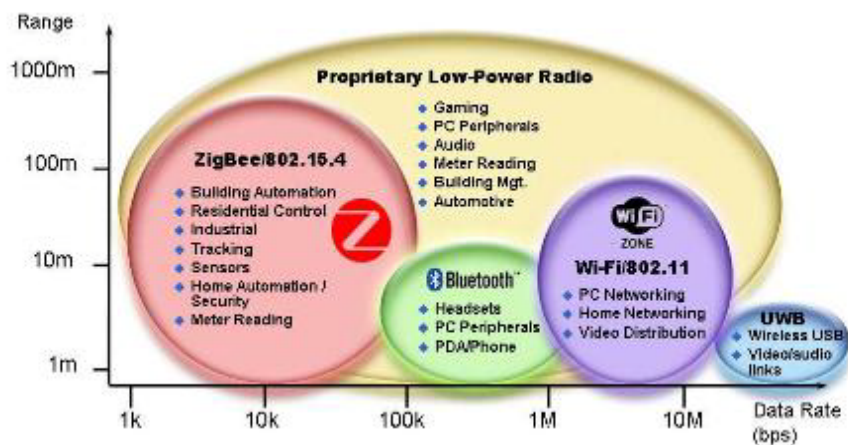 Range
1000m
100m
10m
1m
Proprietary Low-Power Radio
Gaming
PC Peripherals
Audio
Meter Reading
Building Mgt.
Automotive
ZigBee/802.15.4
Building Automation
Residential Control
Industrial
Tracking
Sensors
Home Automation /
Security
Meter Reading
Z
Bluetooth™
Headsets
PC Peripherals
PDA/Phone
Wi Fi
ZONE
Wi-Fi/802.11
PC Networking
Home Networking
Video Distribution
UWB
Wireless USB
Video/audio
links
1k
10k
100k
1M
10M
Data Rate
(bps)